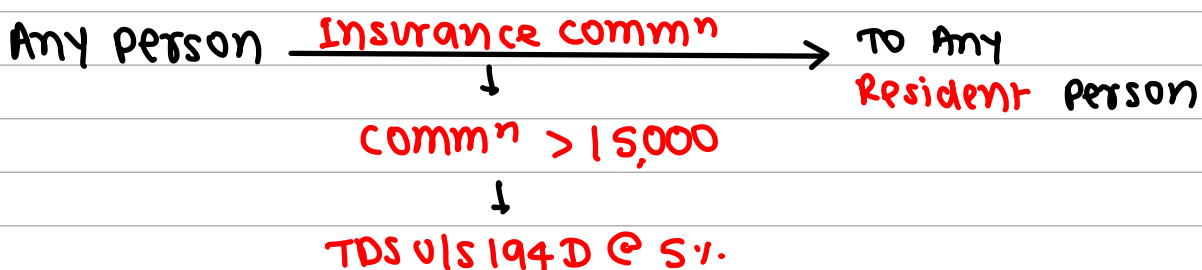 Any person Insurance commⁿ To Any
Resident person
commⁿ > 15,000
TDS U/S 194D @ 5%.